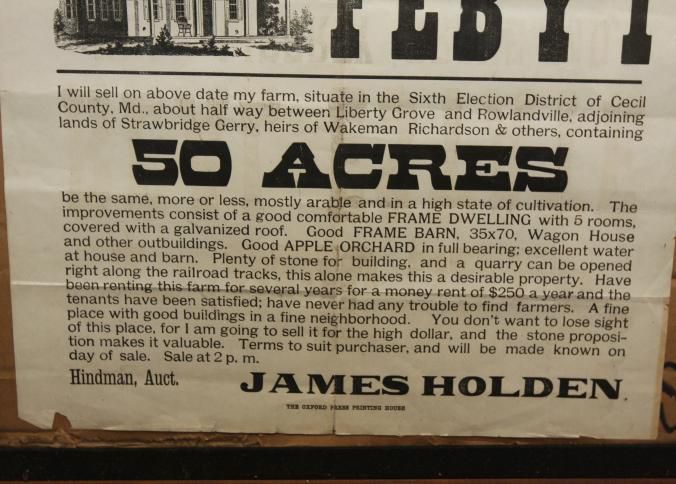 FEB'Y 1
I will sell on above date my farm, situate in the Sixth Election District of Cecil
County, Md., about half way between Liberty Grove and Rowlandville, adjoining
lands of Strawbridge Gerry, heirs of Wakeman Richardson & others, containing
50 ACRES
be the same, more or less, mostly arable and in a high state of cultivation. The
improvements consist of a good comfortable FRAME DWELLING with 5 rooms,
covered with a galvanized roof. Good FRAME BARN, 35x70, Wagon House
and other outbuildings. Good APPLE ORCHARD in full bearing; excellent water
at house and barn. Plenty of stone for building, and a quarry can be opened
right along the railroad tracks, this alone makes this a desirable property. Have
been renting this farm for several years for a money rent of $250 a year and the
tenants have been satisfied; have never had any trouble to find farmers. A fine
place with good buildings in a fine neighborhood. You don't want to lose sight
of this place, for I am going to sell it for the high dollar, and the stone proposi-
tion makes it valuable. Terms to suit purchaser, and will be made known on
day of sale. Sale at 2 p. m.
Hindman, Auct.
JAMES HOLDEN.
THE OXFORD PRESS PRINTING HOUSE